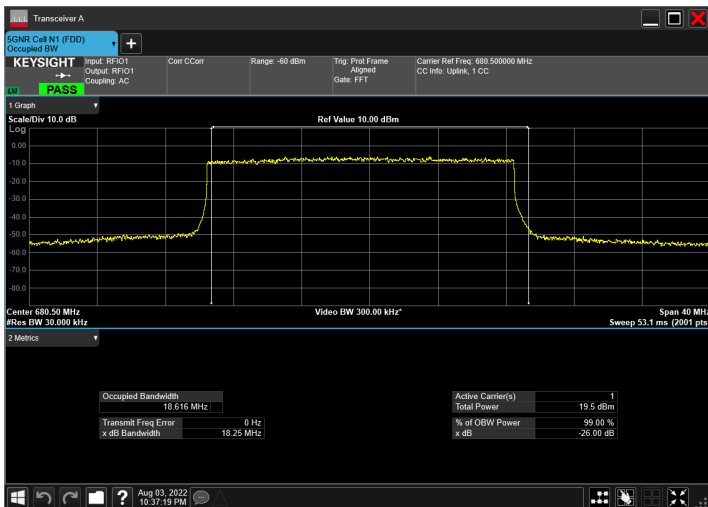 Transceiver A
5GNR Cell N1 (FDD)
Occupied BW
KEYSIGHT
LXI
PASS
Input: RFIO1
Output: RFIO1
Coupling: AC
Corr CCorr
Range: -60 dBm
Trig: Prot Frame
Aligned
Gate: FFT
Carrier Ref Freq: 680.500000 MHz
CC Info: Uplink, 1 CC
1 Graph
Scale/Div 10.0 dB
Ref Value 10.00 dBm
Log
0.00
-10.0
-20.0
-30.0
-40.0
-50.0
-60.0
-70.0
-80.0
Center 680.50 MHz
Video BW 300.00 kHz*
Span 40 MHz
#Res BW 30.000 kHz
Sweep 53.1 ms (2001 pts
2 Metrics
Occupied Bandwidth
18.616 MHz
Active Carrier(s) 1
Total Power 19.5 dBm
Transmit Freq Error 0 Hz
x dB Bandwidth 18.25 MHz
% of OBW Power 99.00 %
x dB -26.00 dB
?
Aug 03, 2022
10:37:19 PM